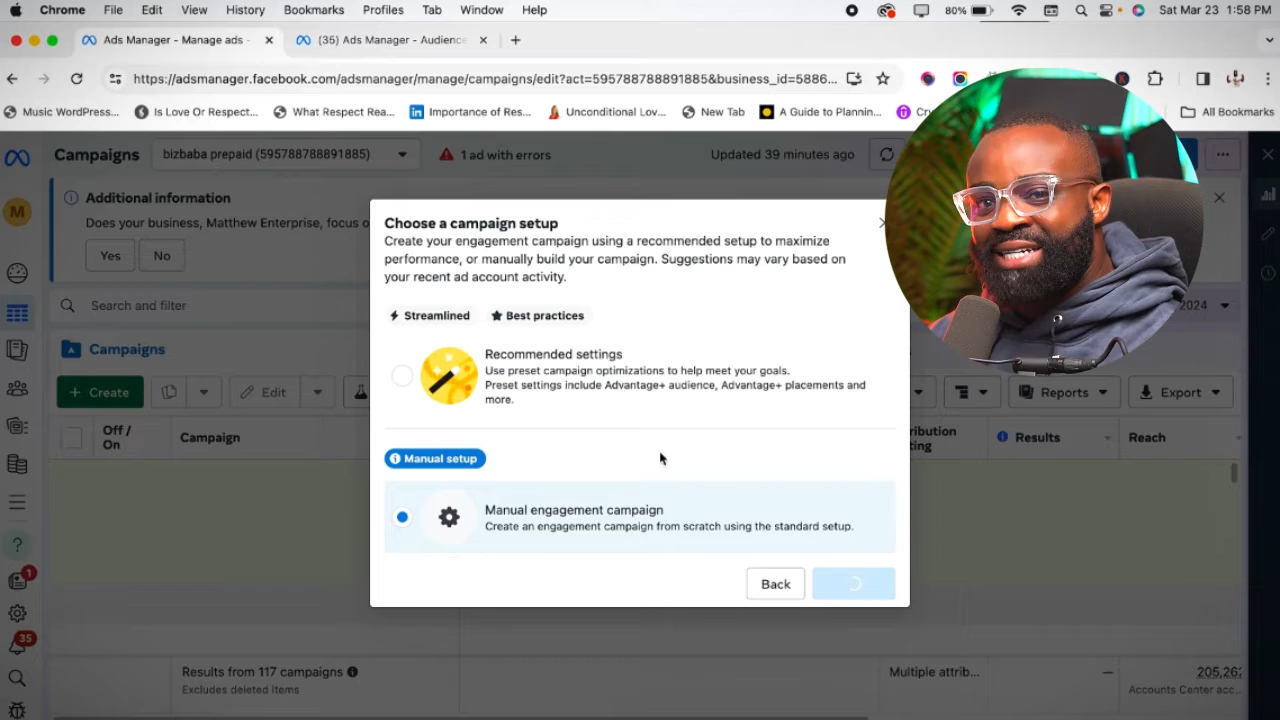 Chrome File Edit View History Bookmarks Profiles Tab Window Help 80% Sat Mar 23 1:58 PM
Ads Manager - Manage ads - (35) Ads Manager - Audience
https://adsmanager.facebook.com/adsmanager/manage/campaigns/edit?act=595788788891885&business_id=5886...
Music WordPress... Is Love Or Respect... What Respect Rea... Importance of Res... Unconditional Lov... New Tab A Guide to Plannin... All Bookmarks
Campaigns bizbaba prepaid (595788788891885) 1 ad with errors Updated 39 minutes ago
Additional information
Does your business, Matthew Enterprise, focus o
Yes No
M
Search and filter 2024
Campaigns
Create Edit Reports Export
Off / On Campaign Results Reach
Choose a campaign setup
Create your engagement campaign using a recommended setup to maximize
performance, or manually build your campaign. Suggestions may vary based on
your recent ad account activity.
Streamlined Best practices
Recommended settings
Use preset campaign optimizations to help meet your goals.
Preset settings include Advantage+ audience, Advantage+ placements and
more.
Manual setup
Manual engagement campaign
Create an engagement campaign from scratch using the standard setup.
Back
1
35
Results from 117 campaigns Multiple attrib... — 205,262
Excludes deleted items Accounts Center acc...